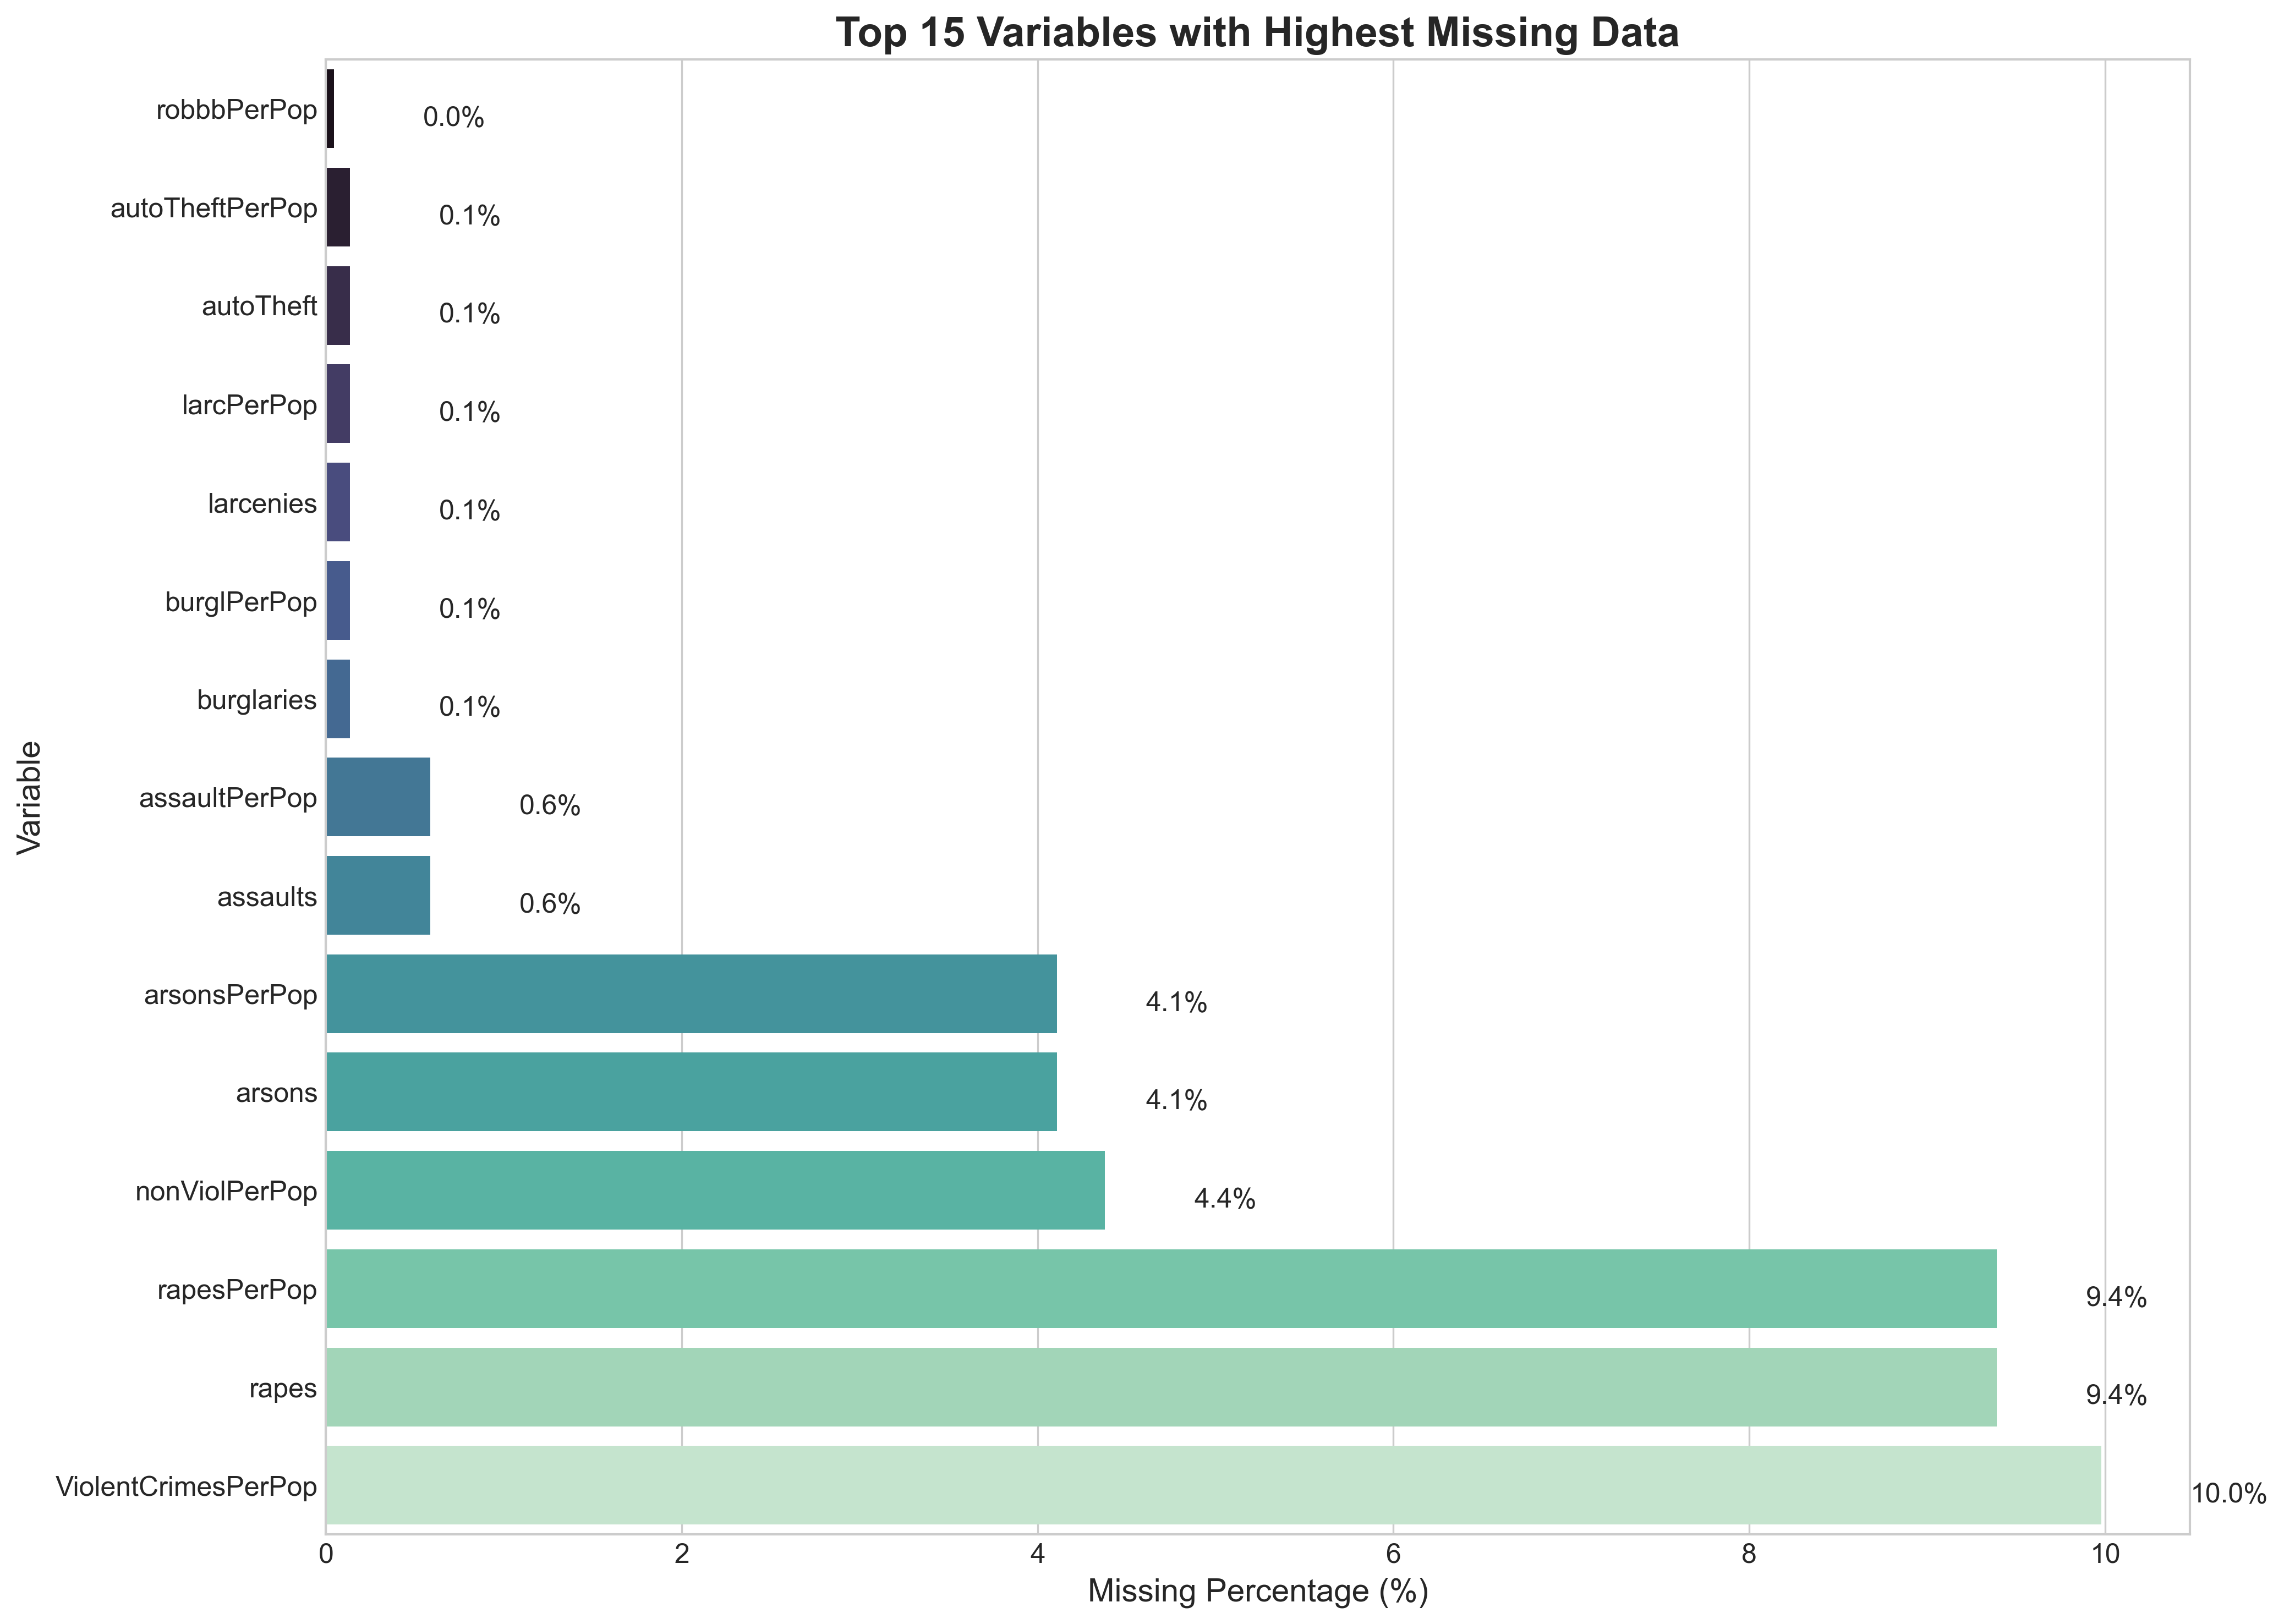 Top 15 Variables with Highest Missing Data
robbbPerPop 0.0%
autoTheftPerPop 0.1%
autoTheft 0.1%
larcPerPop 0.1%
larcenies 0.1%
burglPerPop 0.1%
burglaries 0.1%
assaultPerPop 0.6%
assaults 0.6%
arsonsPerPop 4.1%
arsons 4.1%
nonViolPerPop 4.4%
rapesPerPop 9.4%
rapes 9.4%
ViolentCrimesPerPop 10.0%
Variable
0 2 4 6 8 10
Missing Percentage (%)